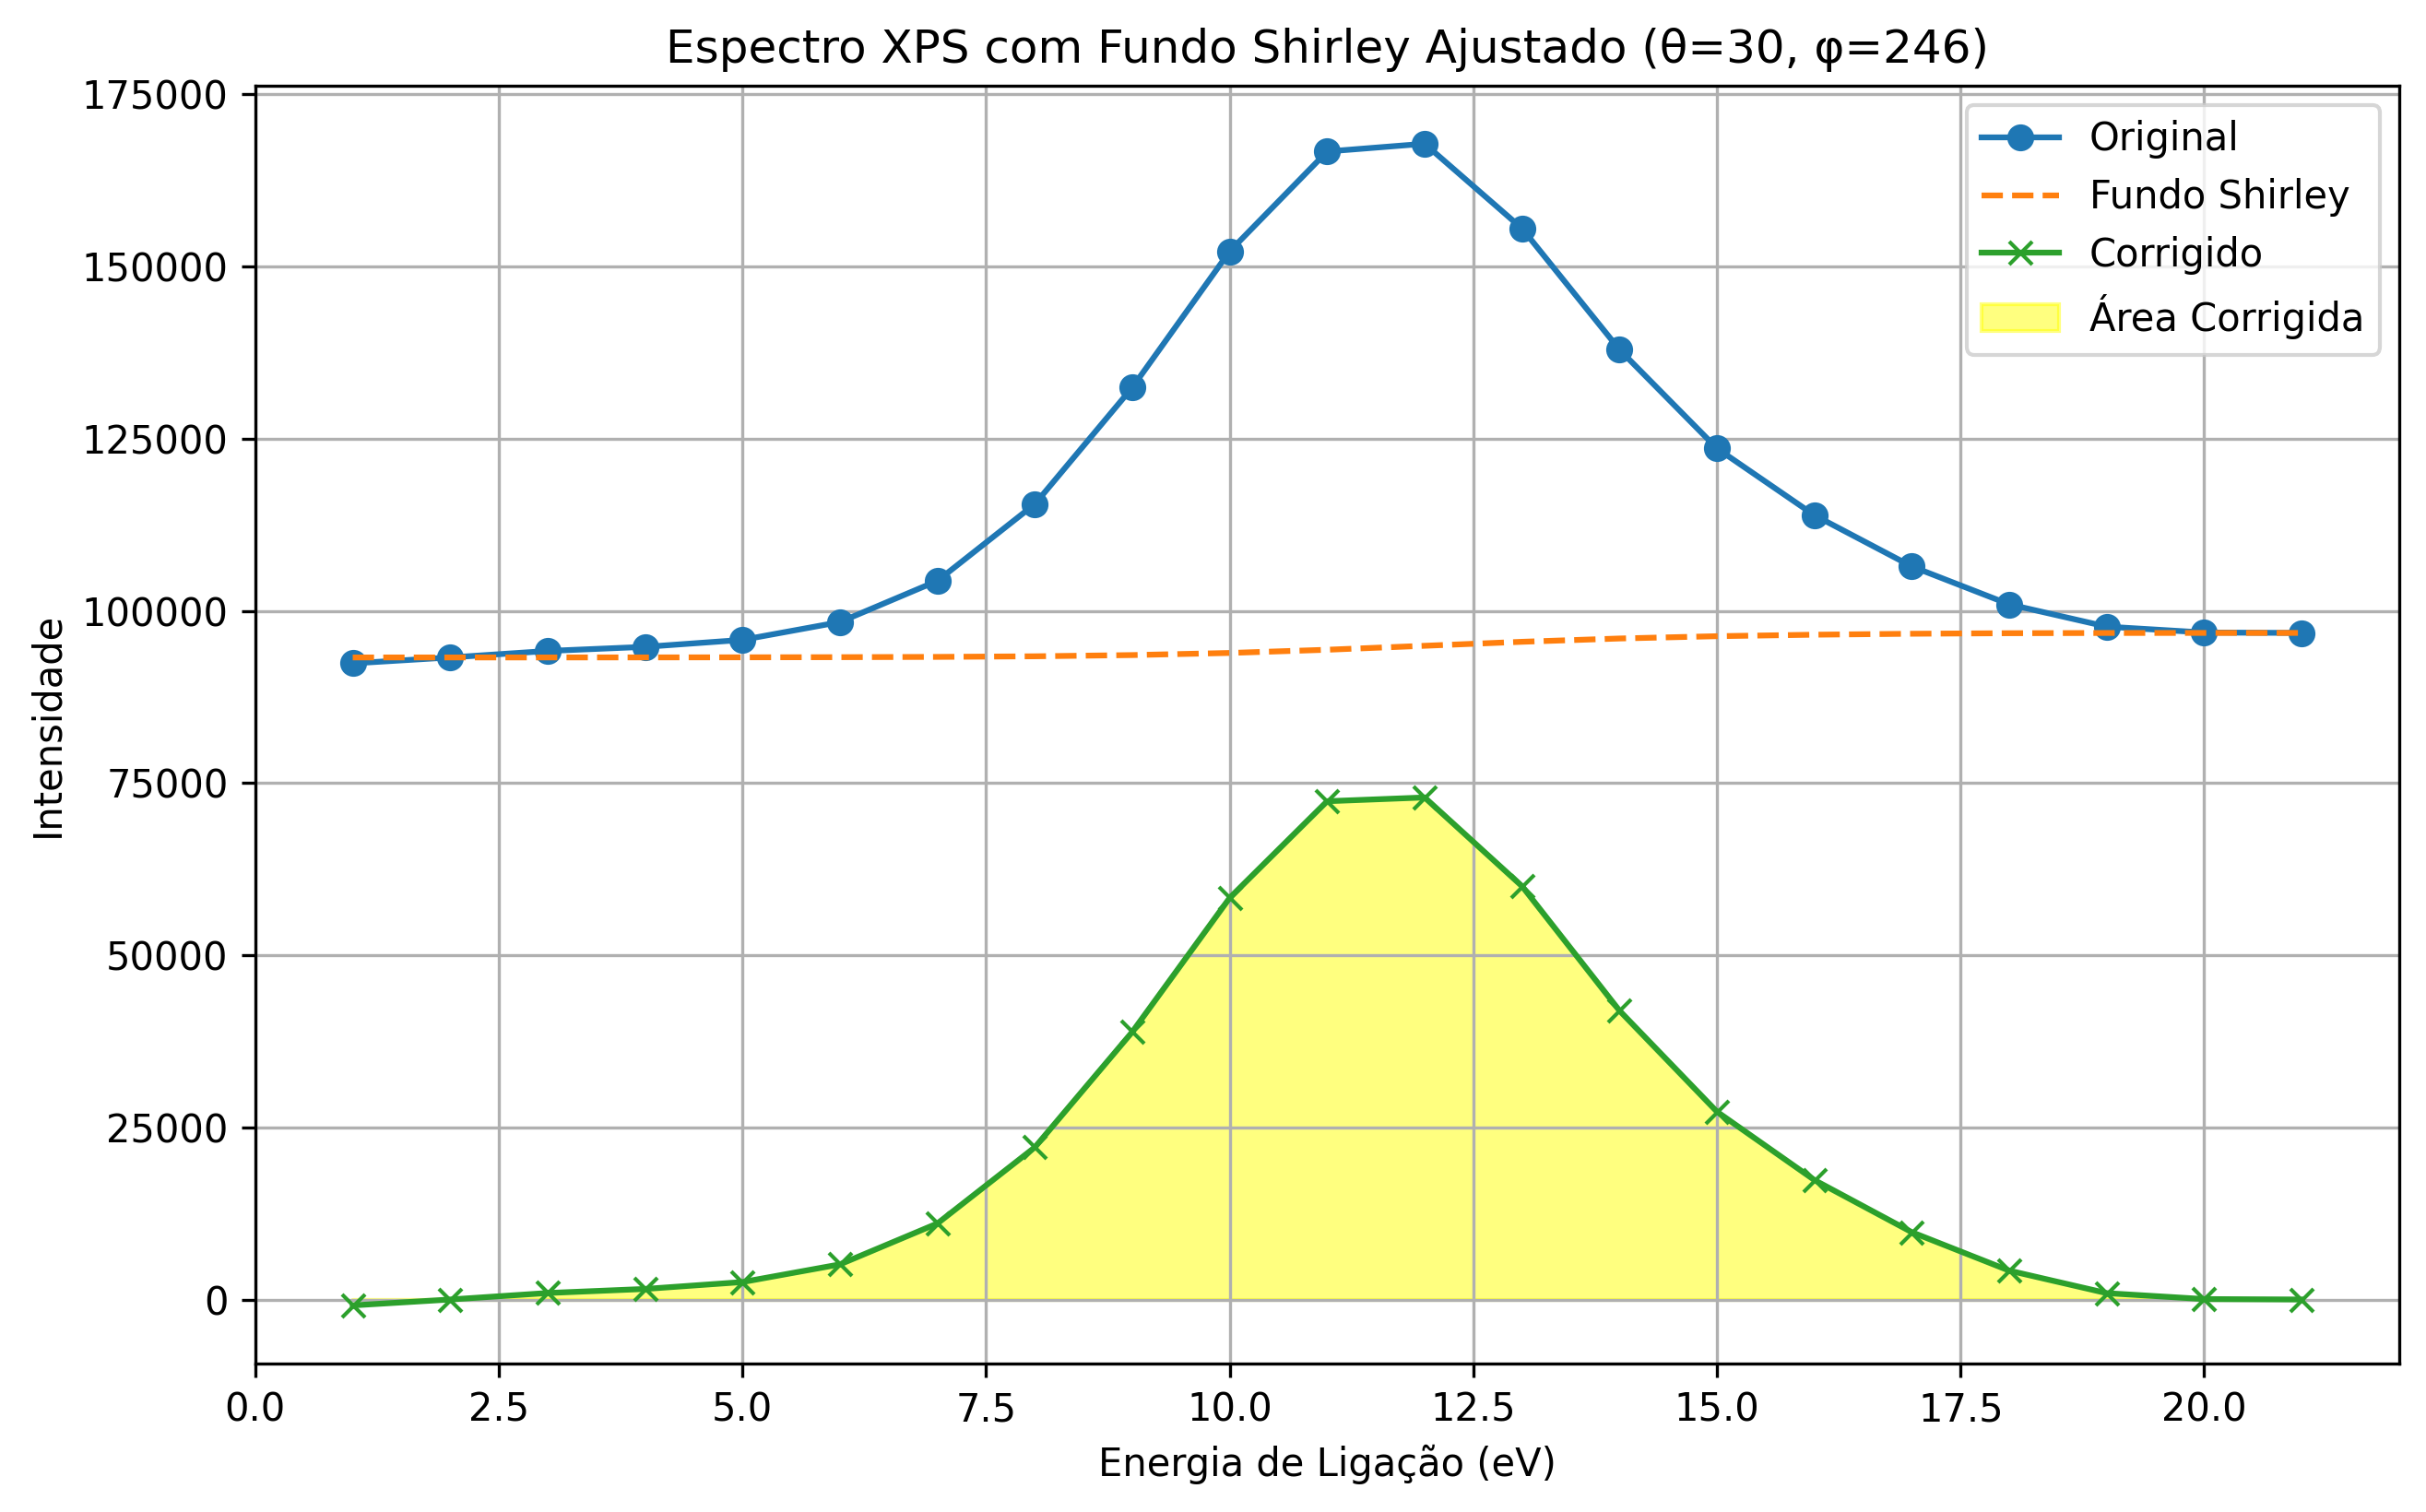 Espectro XPS com Fundo Shirley Ajustado (θ=30, φ=246)
175000
150000
125000
100000
75000
50000
25000
0
Intensidade
Original
Fundo Shirley
Corrigido
Área Corrigida
0.0 2.5 5.0 7.5 10.0 12.5 15.0 17.5 20.0
Energia de Ligação (eV)